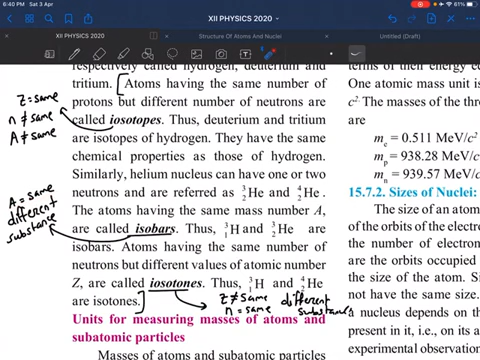 6:40 PM Sat 3 Apr
61%
XII PHYSICS 2020
XII PHYSICS 2020
Structure Of Atoms And Nuclei
Untitled (Draft)
respectively called hydrogen, deuterium and
tritium. [Atoms having the same number of
protons but different number of neutrons are
called isotopes. Thus, deuterium and tritium
are isotopes of hydrogen. They have the same
chemical properties as those of hydrogen.
Similarly, helium nucleus can have one or two
neutrons and are referred as ³₂He and ⁴₂He.
The atoms having the same mass number A,
are called isobars. Thus, ³₁H and ³₂He are
isobars. Atoms having the same number of
neutrons but different values of atomic number
Z, are called isotones. Thus, ³₁H and ⁴₂He
are isotones.]
Units for measuring masses of atoms and
subatomic particles
Masses of atoms and subatomic particles
Z = same
n ≠ same
A ≠ same
A = same
different
substance
Z ≠ same
n = same
different
substance
terms of their energy e
One atomic mass unit is
c². The masses of the thr
are
mₑ = 0.511 MeV/c²
mₚ = 938.28 MeV/
mₙ = 939.57 MeV/
15.7.2. Sizes of Nuclei:
The size of an atom
of the orbits of the electro
the number of electron
are the orbits occupied
the size of the atom. Si
not have the same size.
A nucleus depends on the
present in it, i.e., on its a
experimental observation